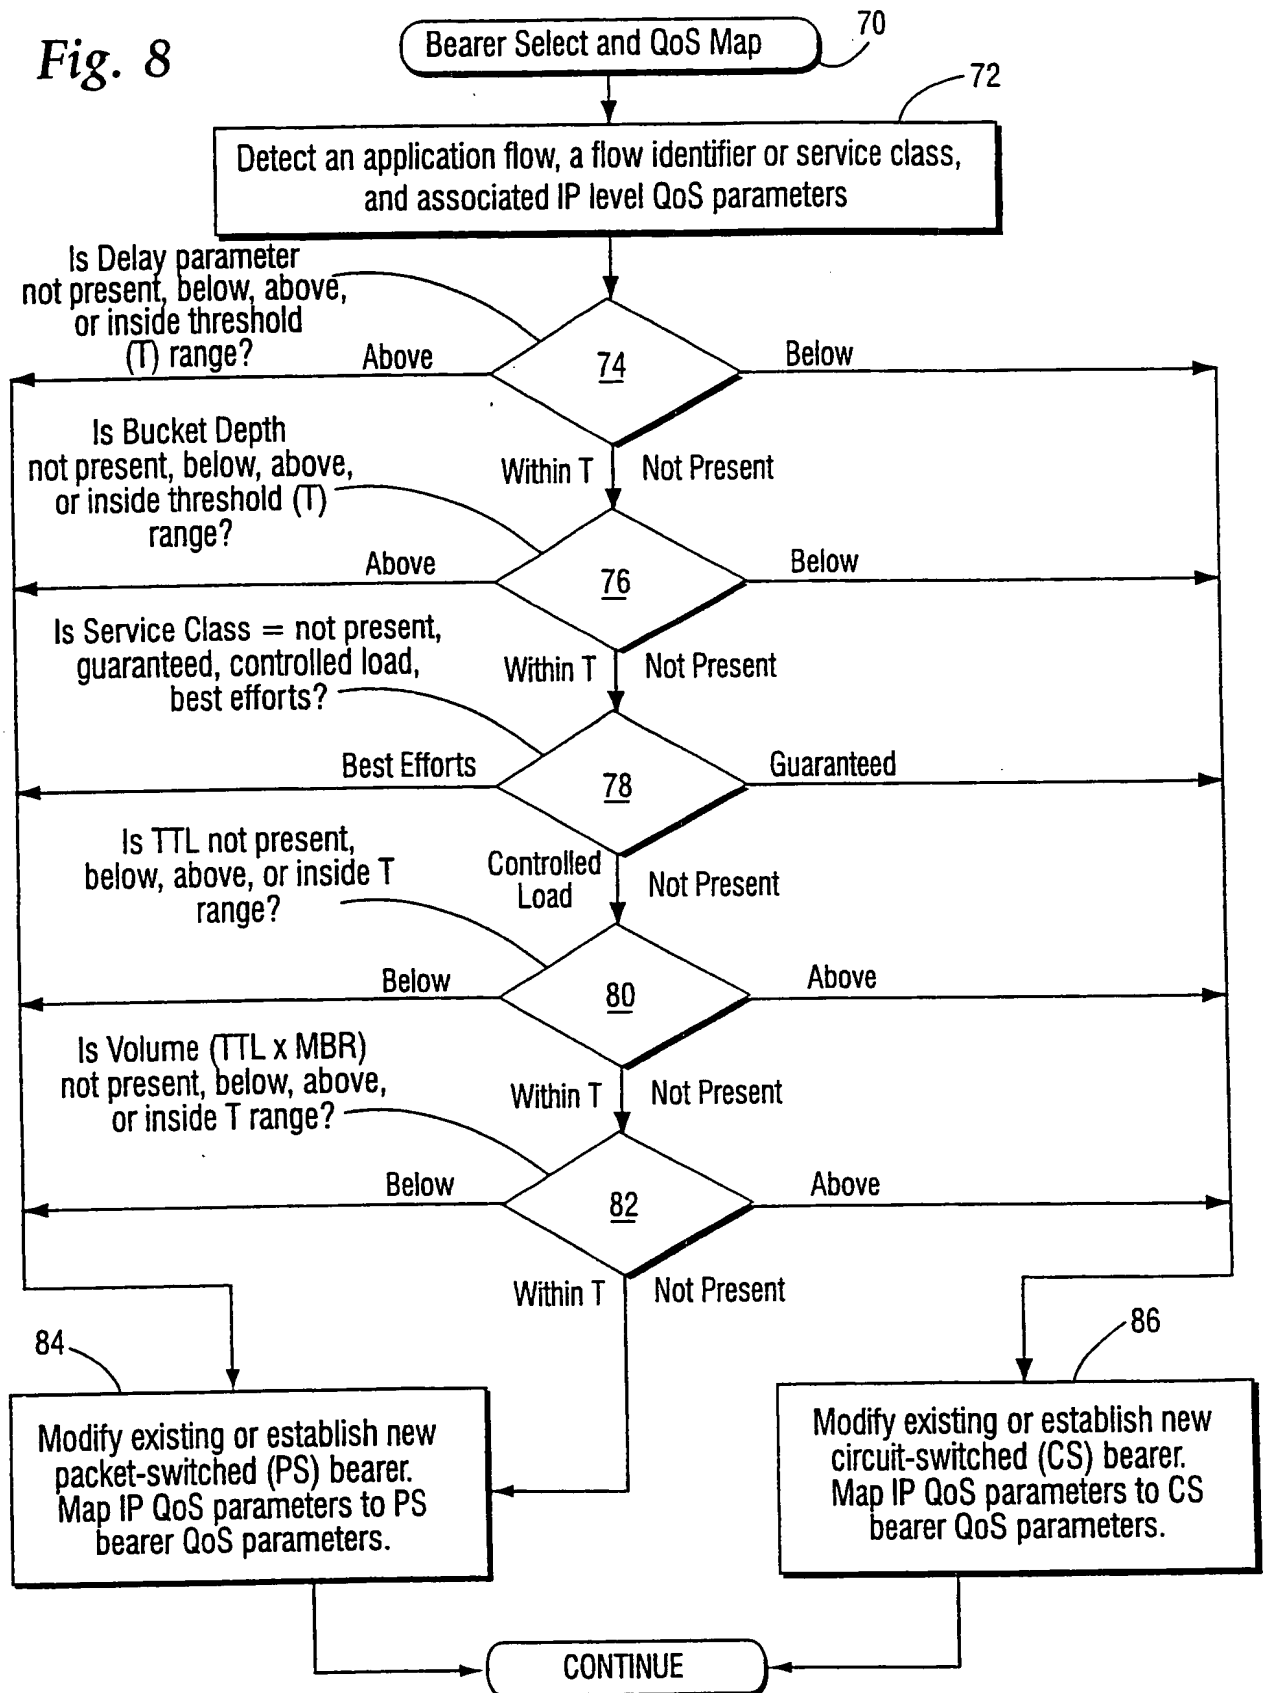 Fig. 8
Bearer Select and QoS Map
70
72
Detect an application flow, a flow identifier or service class,
and associated IP level QoS parameters
Is Delay parameter
not present, below, above,
or inside threshold
(T) range?
74
Above
Below
Within T
Not Present
Is Bucket Depth
not present, below, above,
or inside threshold (T)
range?
76
Above
Below
Within T
Not Present
Is Service Class = not present,
guaranteed, controlled load,
best efforts?
78
Best Efforts
Guaranteed
Controlled
Load
Not Present
Is TTL not present,
below, above, or inside T
range?
80
Below
Above
Within T
Not Present
Is Volume (TTL x MBR)
not present, below, above,
or inside T range?
82
Below
Above
Within T
Not Present
84
Modify existing or establish new
packet-switched (PS) bearer.
Map IP QoS parameters to PS
bearer QoS parameters.
86
Modify existing or establish new
circuit-switched (CS) bearer.
Map IP QoS parameters to CS
bearer QoS parameters.
CONTINUE